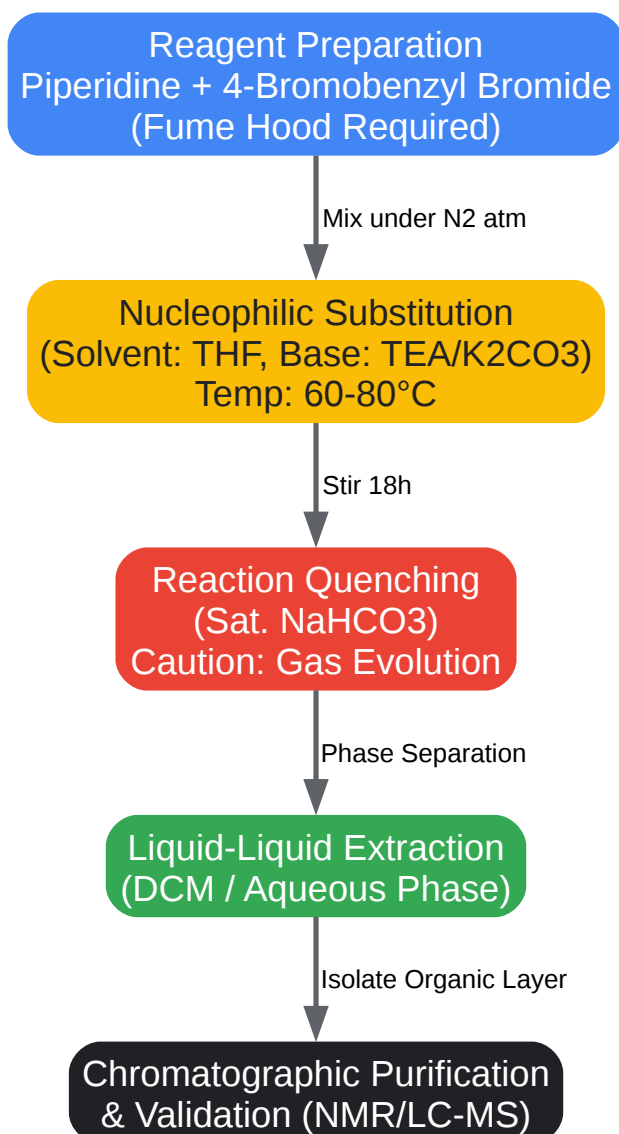 Reagent Preparation
Piperidine + 4-Bromobenzyl Bromide
(Fume Hood Required)
Mix under N2 atm
Nucleophilic Substitution
(Solvent: THF, Base: TEA/K2CO3)
Temp: 60-80°C
Stir 18h
Reaction Quenching
(Sat. NaHCO3)
Caution: Gas Evolution
Phase Separation
Liquid-Liquid Extraction
(DCM / Aqueous Phase)
Isolate Organic Layer
Chromatographic Purification
& Validation (NMR/LC-MS)